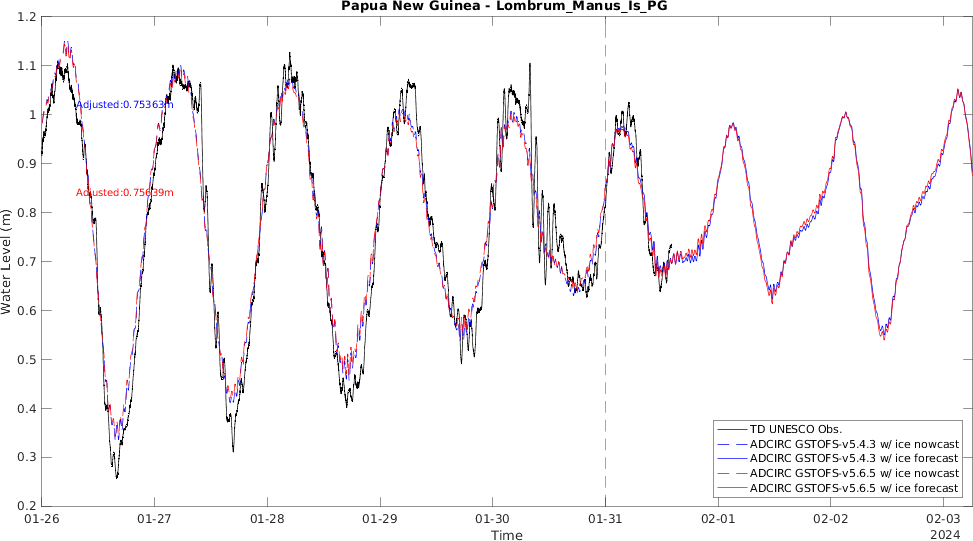 Papua New Guinea - Lombrum_Manus_Is_PG
1.2
1.1
1
0.9
0.8
0.7
0.6
0.5
0.4
0.3
0.2
Water Level (m)
Adjusted:0.75363m
Adjusted:0.75639m
TD UNESCO Obs.
ADCIRC GSTOFS-v5.4.3 w/ ice nowcast
ADCIRC GSTOFS-v5.4.3 w/ ice forecast
ADCIRC GSTOFS-v5.6.5 w/ ice nowcast
ADCIRC GSTOFS-v5.6.5 w/ ice forecast
01-26 01-27 01-28 01-29 01-30 01-31 02-01 02-02 02-03
Time
2024